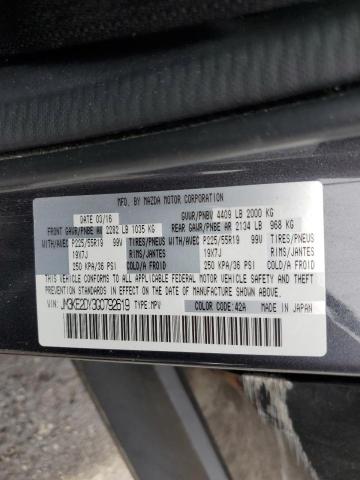 MFD. BY MAZDA MOTOR CORPORATION
DATE 03/16 GVWR/PNBV 4409 LB 2000 KG
FRONT GAWR/PNBE AV 2282 LB 1035 KG REAR GAWR/PNBE AR 2134 LB 968 KG
WITH/AVEC P225/55R19 99V TIRES/PNEUS WITH/AVEC P225/55R19 99V TIRES/PNEUS
19X7J RIMS/JANTES 19X7J RIMS/JANTES
250 KPA/36 PSI COLD/A FROID 250 KPA/36 PSI COLD/A FROID
THIS VEHICLE CONFORMS TO ALL APPLICABLE FEDERAL MOTOR VEHICLE SAFETY, BUMPER, AND
THEFT PREVENTION STANDARDS IN EFFECT ON THE DATE OF MANUFACTURE SHOWN ABOVE.
VIN: JM3KE2DY3G0792619 TYPE:MPV COLOR CODE:42A MADE IN JAPAN